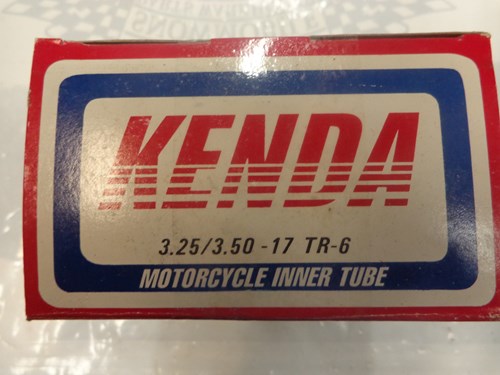 KENDA
3.25/3.50 -17 TR-6
MOTORCYCLE INNER TUBE